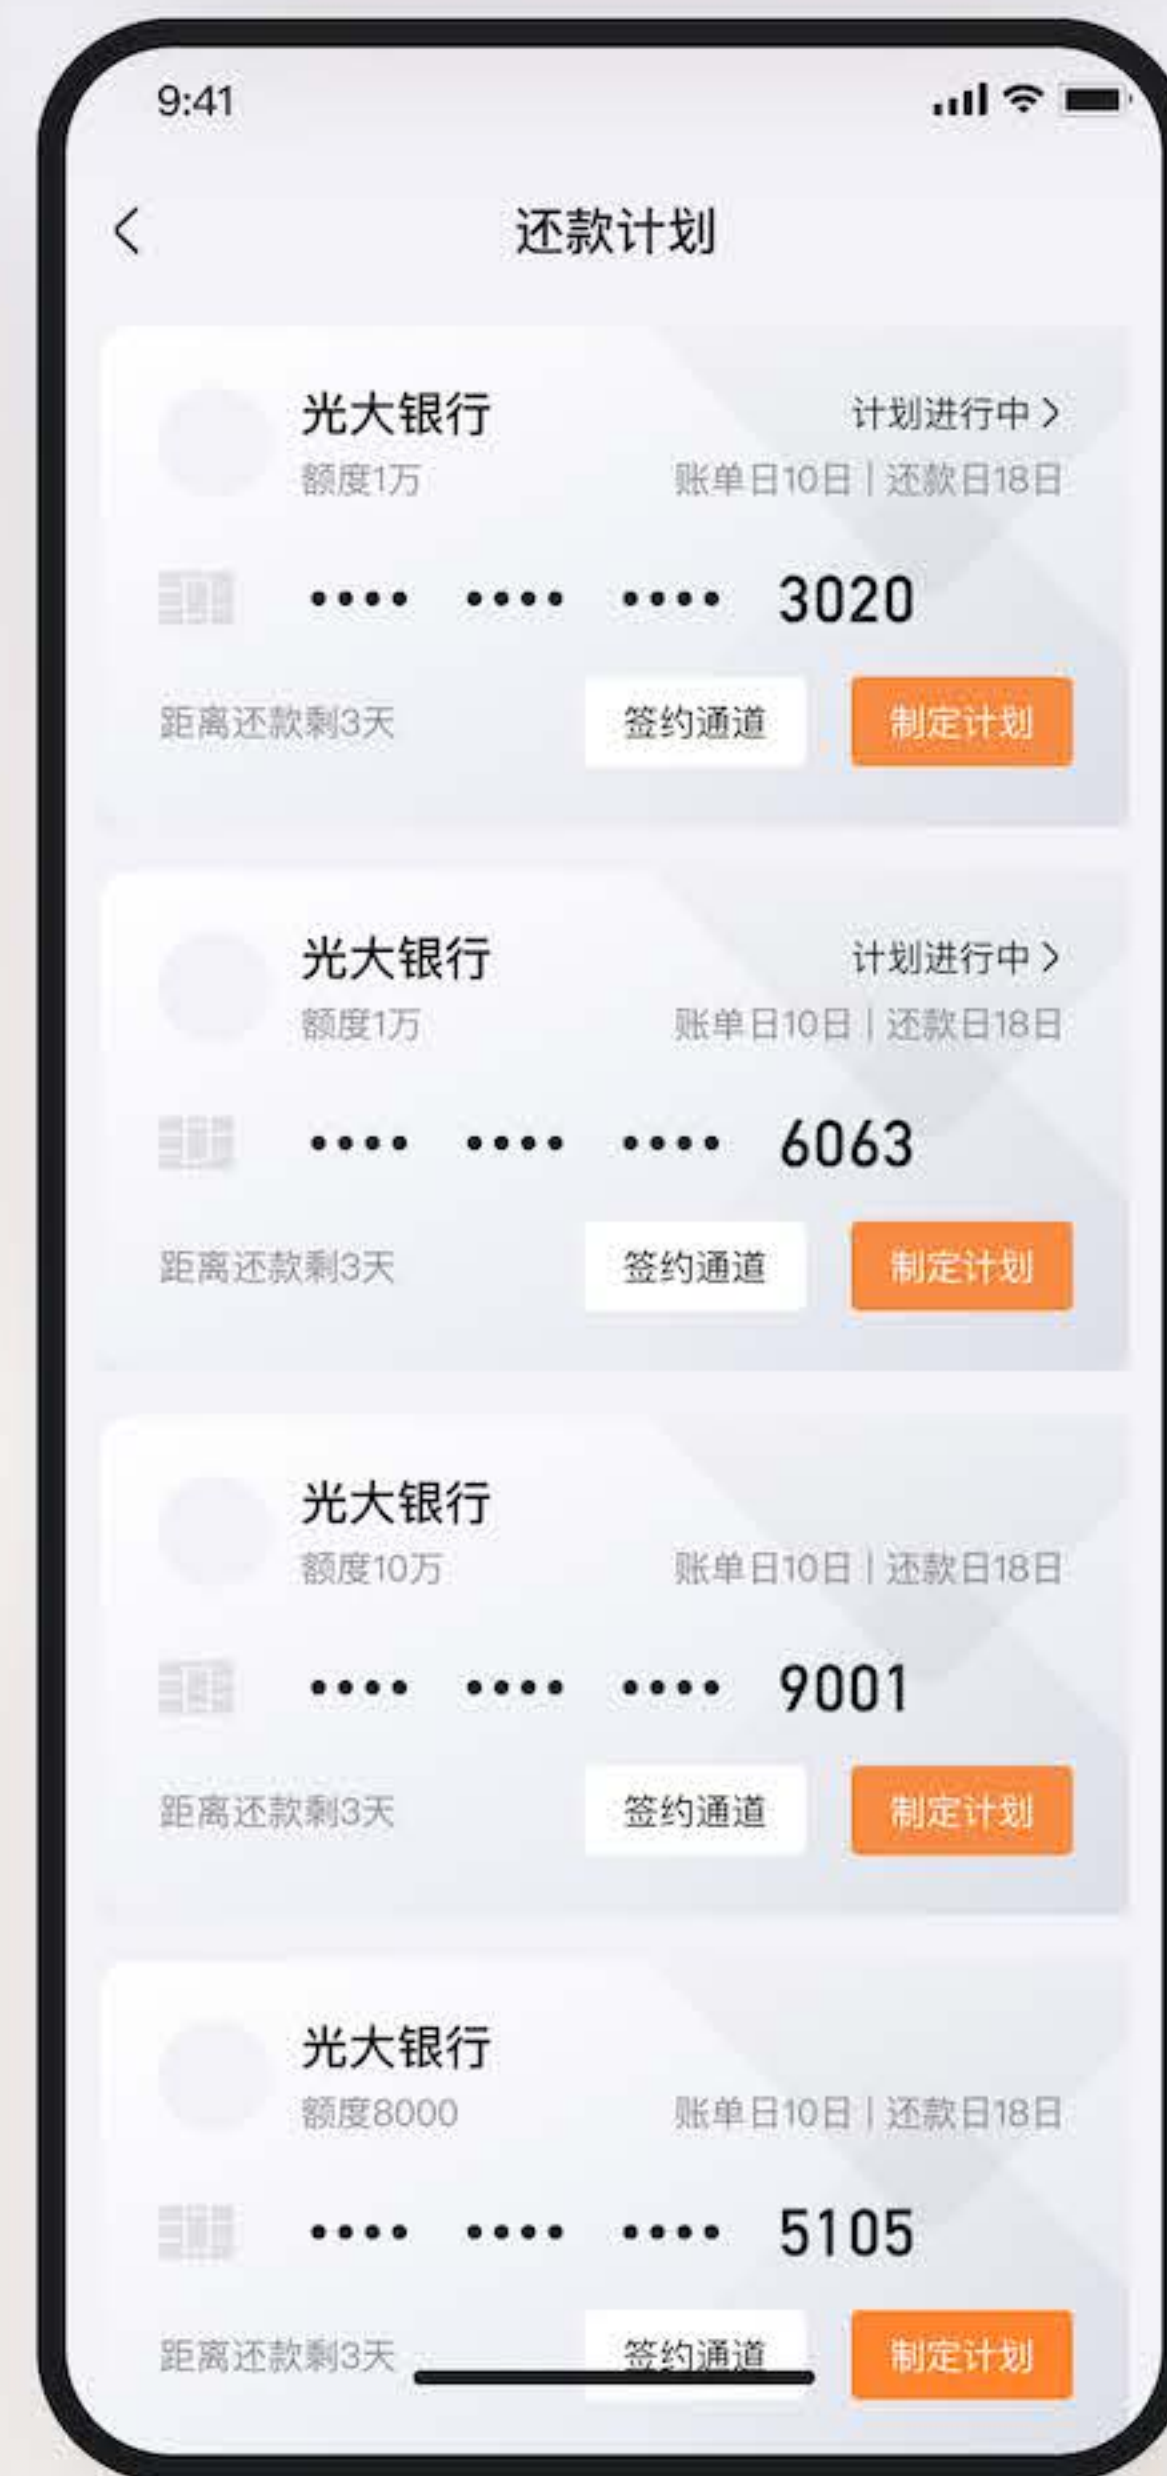 9:41
还款计划
光大银行 计划进行中
额度1万 账单日10日 | 还款日18日
•••• •••• •••• 3020
距离还款剩3天 签约通道 制定计划
光大银行 计划进行中
额度1万 账单日10日 | 还款日18日
•••• •••• •••• 6063
距离还款剩3天 签约通道 制定计划
光大银行
额度10万 账单日10日 | 还款日18日
•••• •••• •••• 9001
距离还款剩3天 签约通道 制定计划
光大银行
额度8000 账单日10日 | 还款日18日
•••• •••• •••• 5105
距离还款剩3天 签约通道 制定计划